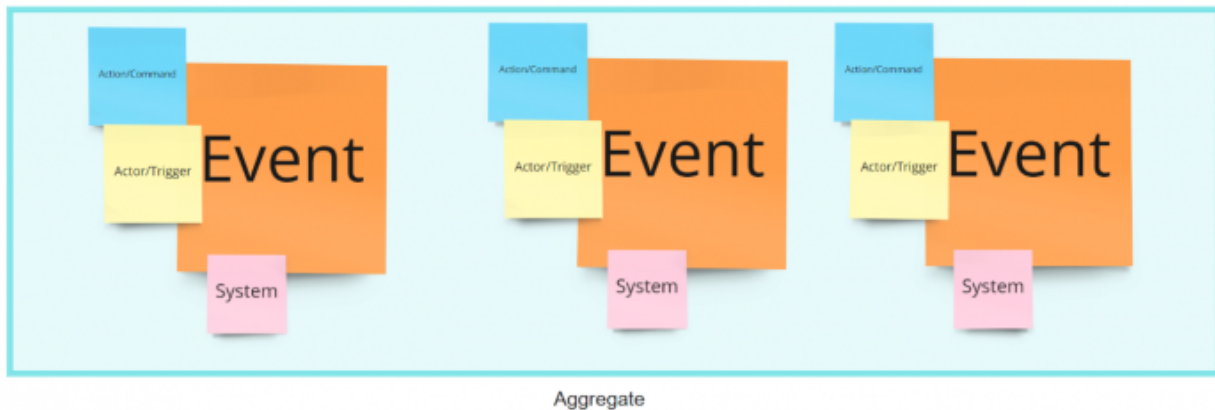 Action/Command
Actor/Trigger
Event
System
Action/Command
Actor/Trigger
Event
System
Action/Command
Actor/Trigger
Event
System
Aggregate